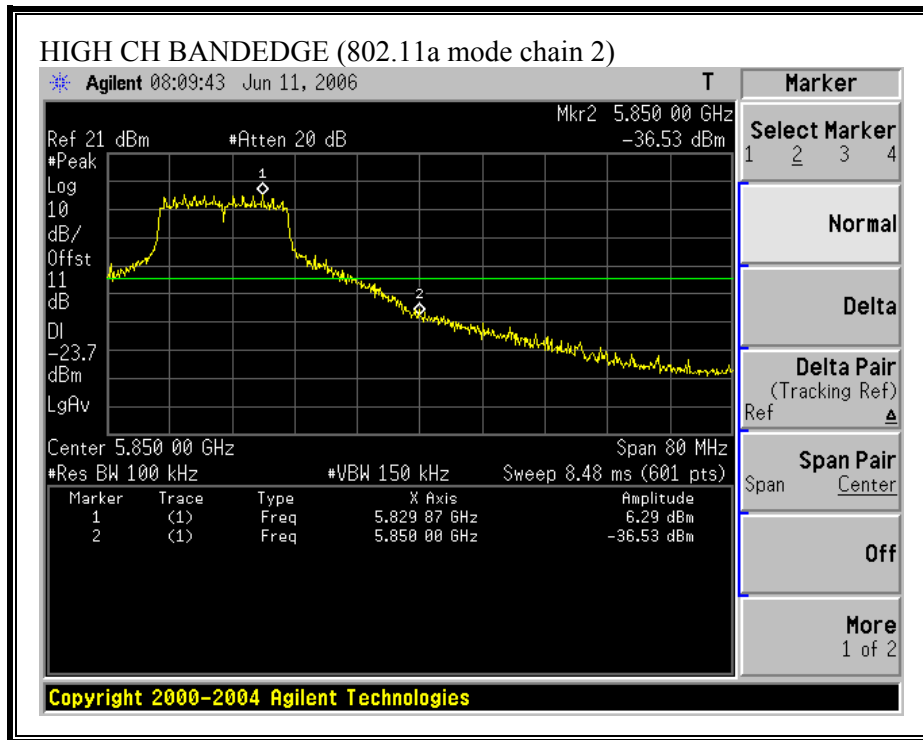 HIGH CH BANDEDGE (802.11a mode chain 2)
Agilent 08:09:43 Jun 11, 2006 T
Mkr2 5.850 00 GHz
Ref 21 dBm #Atten 20 dB -36.53 dBm
#Peak
Log
10
dB/
Offst
11
dB
DI
-23.7
dBm
LgAv
1
2
Center 5.850 00 GHz Span 80 MHz
#Res BW 100 kHz #VBW 150 kHz Sweep 8.48 ms (601 pts)
Marker Trace Type X Axis Amplitude
1 (1) Freq 5.829 87 GHz 6.29 dBm
2 (1) Freq 5.850 00 GHz -36.53 dBm
Marker
Select Marker
1 2 3 4
Normal
Delta
Delta Pair
(Tracking Ref)
Ref Δ
Span Pair
Span Center
Off
More
1 of 2
Copyright 2000-2004 Agilent Technologies